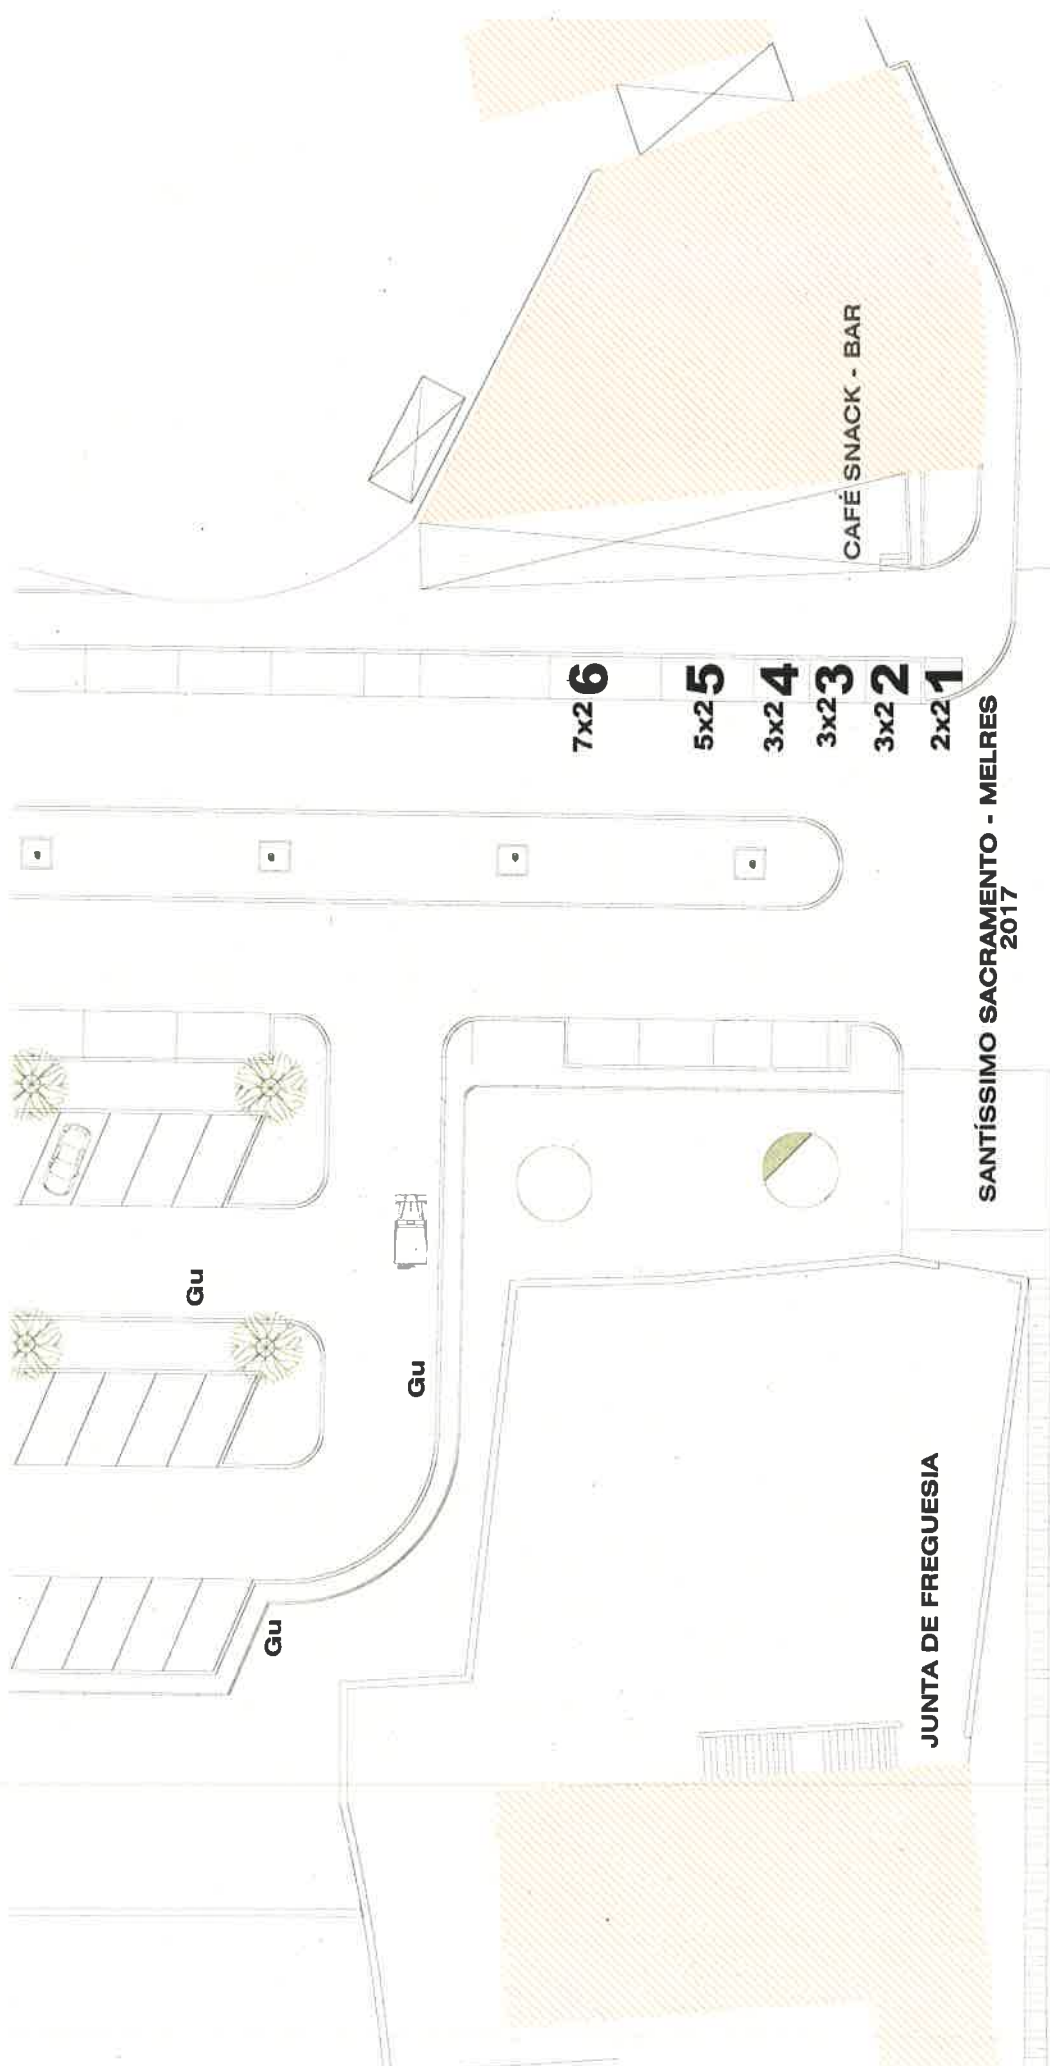 CAFÉ SNACK - BAR
7x2 6
5x2 5
3x2 4
3x2 3
3x2 2
2x2 1
SANTÍSSIMO SACRAMENTO - MELRES
2017
Gu
Gu
Gu
JUNTA DE FREGUESIA